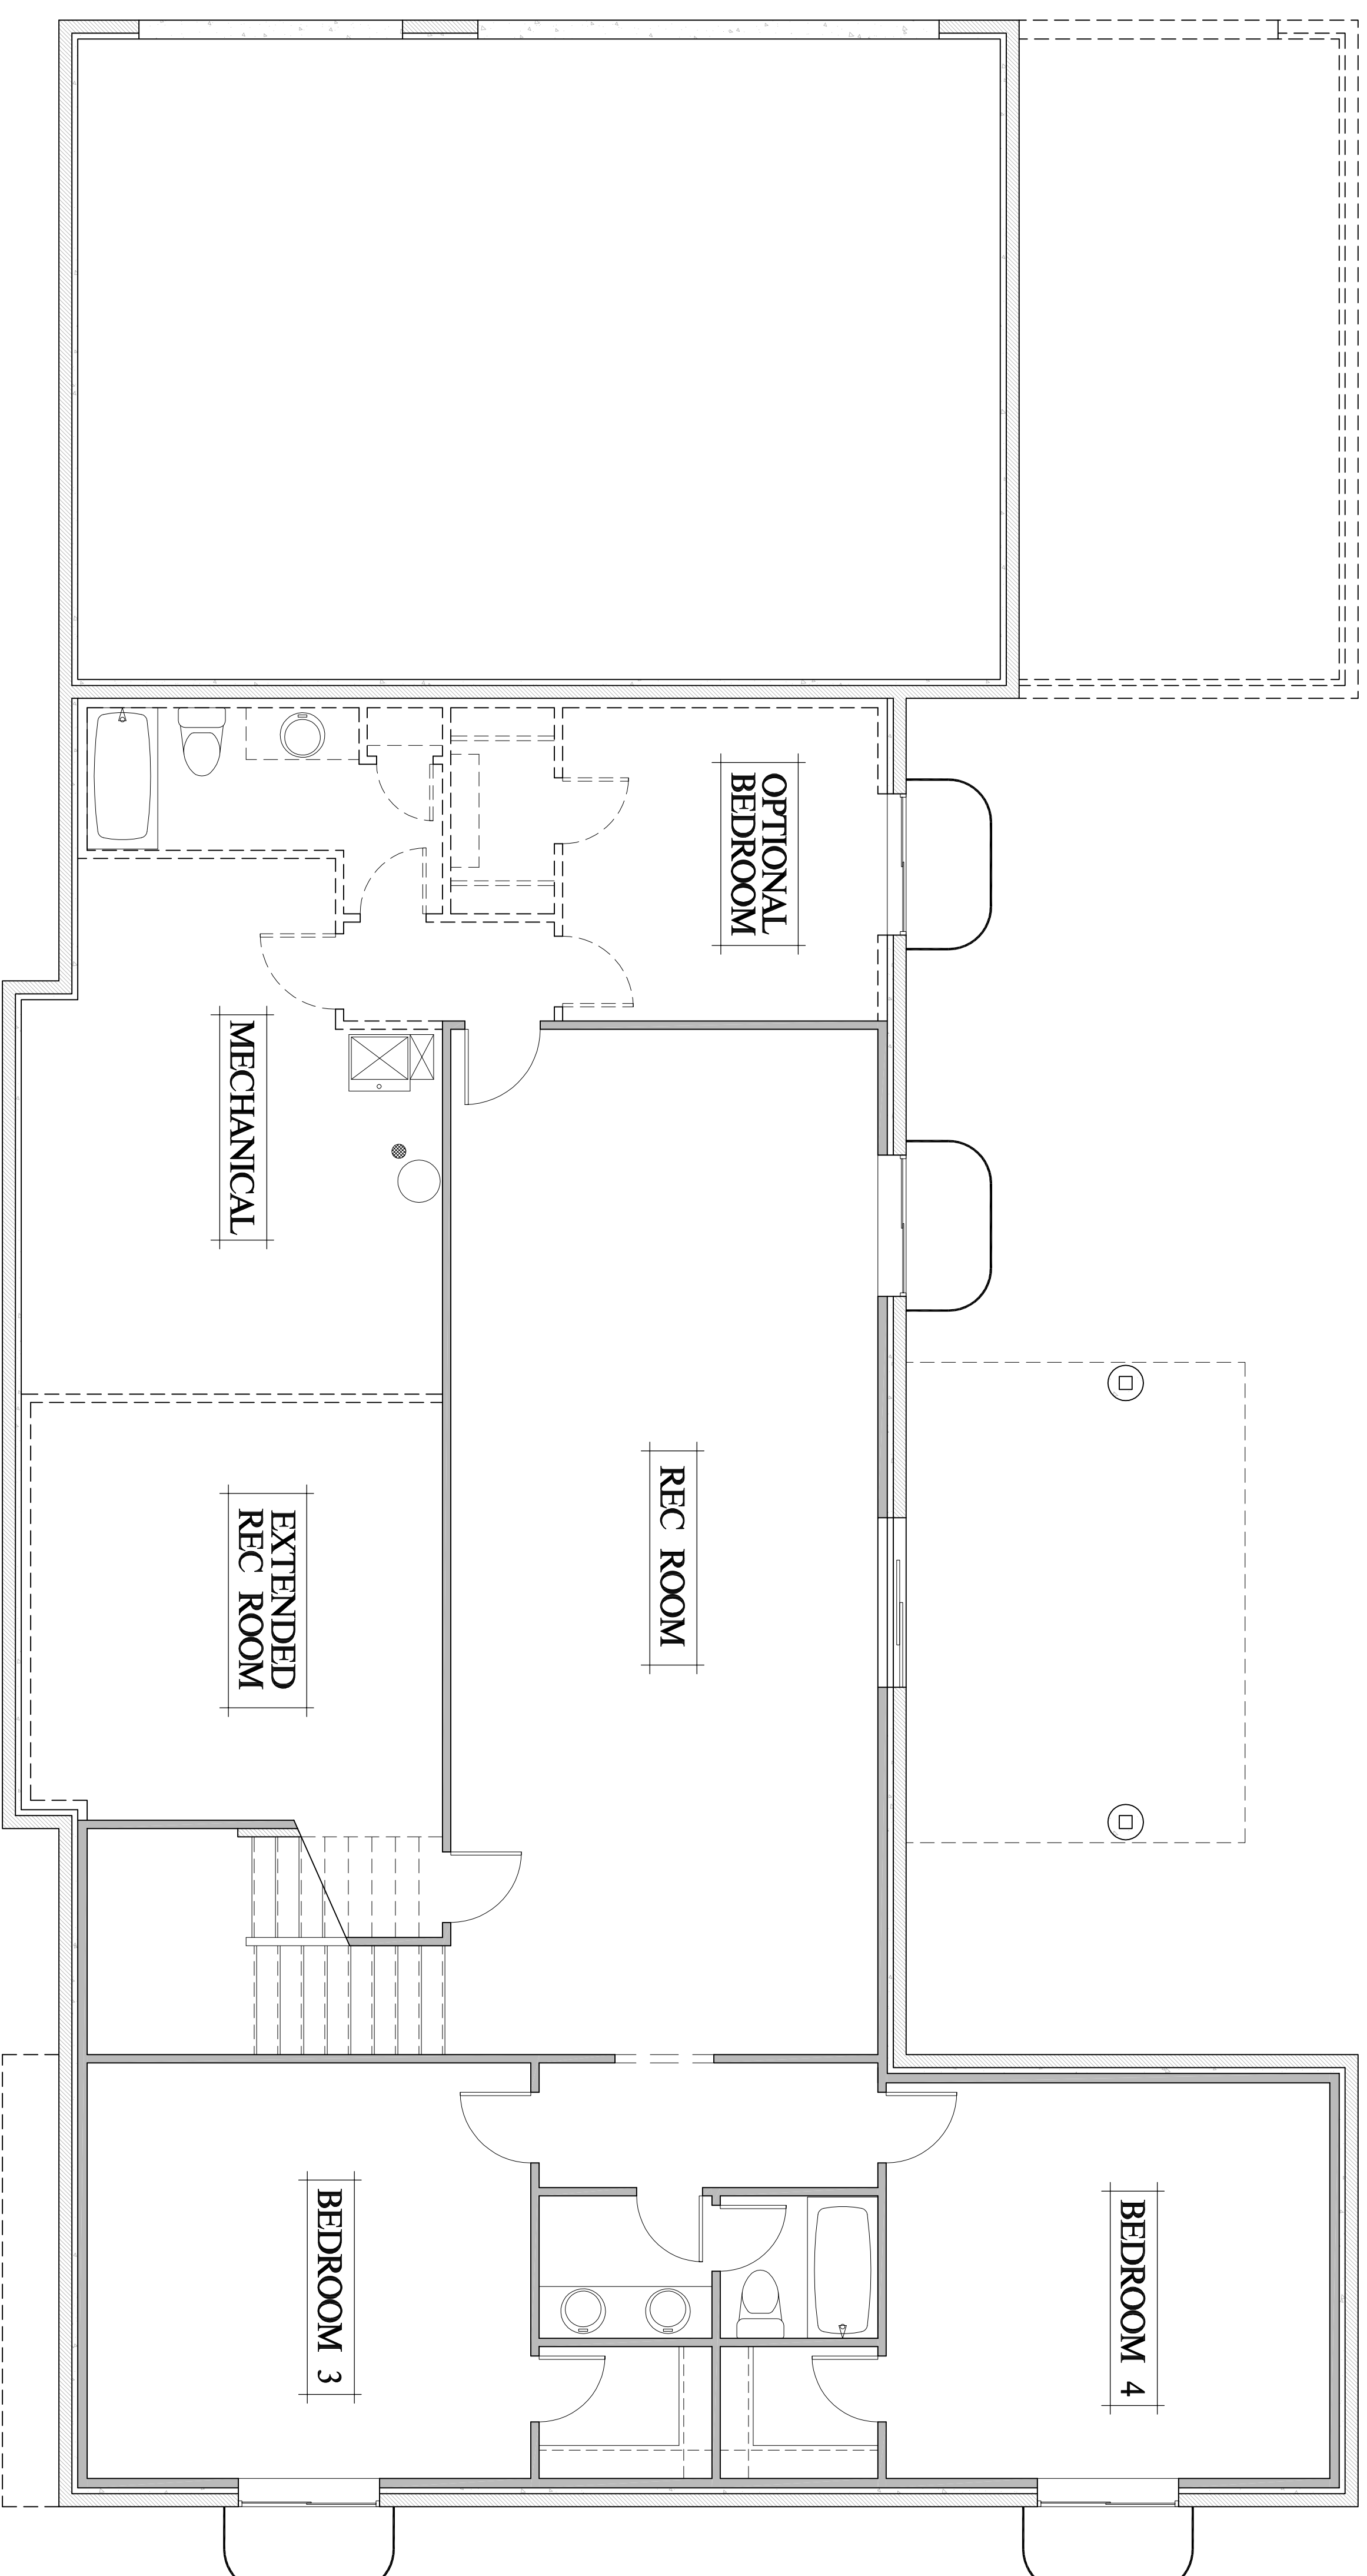 OPTIONAL
BEDROOM
MECHANICAL
REC ROOM
EXTENDED
REC ROOM
BEDROOM 4
BEDROOM 3